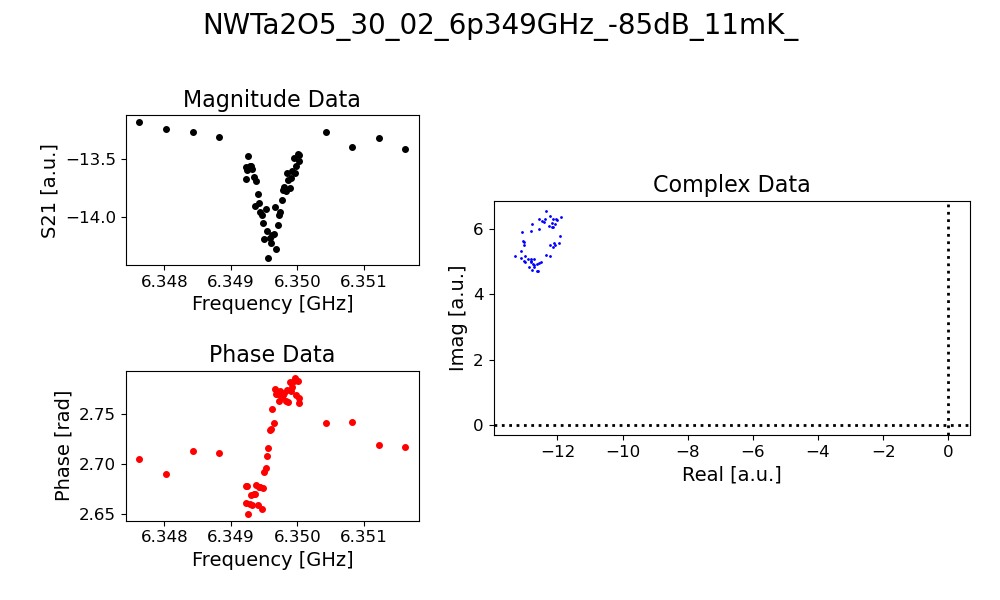 NWTa2O5_30_02_6p349GHz_-85dB_11mK_
Magnitude Data
S21 [a.u.]
−13.5
−14.0
6.348 6.349 6.350 6.351
Frequency [GHz]
Phase Data
Phase [rad]
2.75
2.70
2.65
6.348 6.349 6.350 6.351
Frequency [GHz]
Complex Data
Imag [a.u.]
6
4
2
0
−12 −10 −8 −6 −4 −2 0
Real [a.u.]